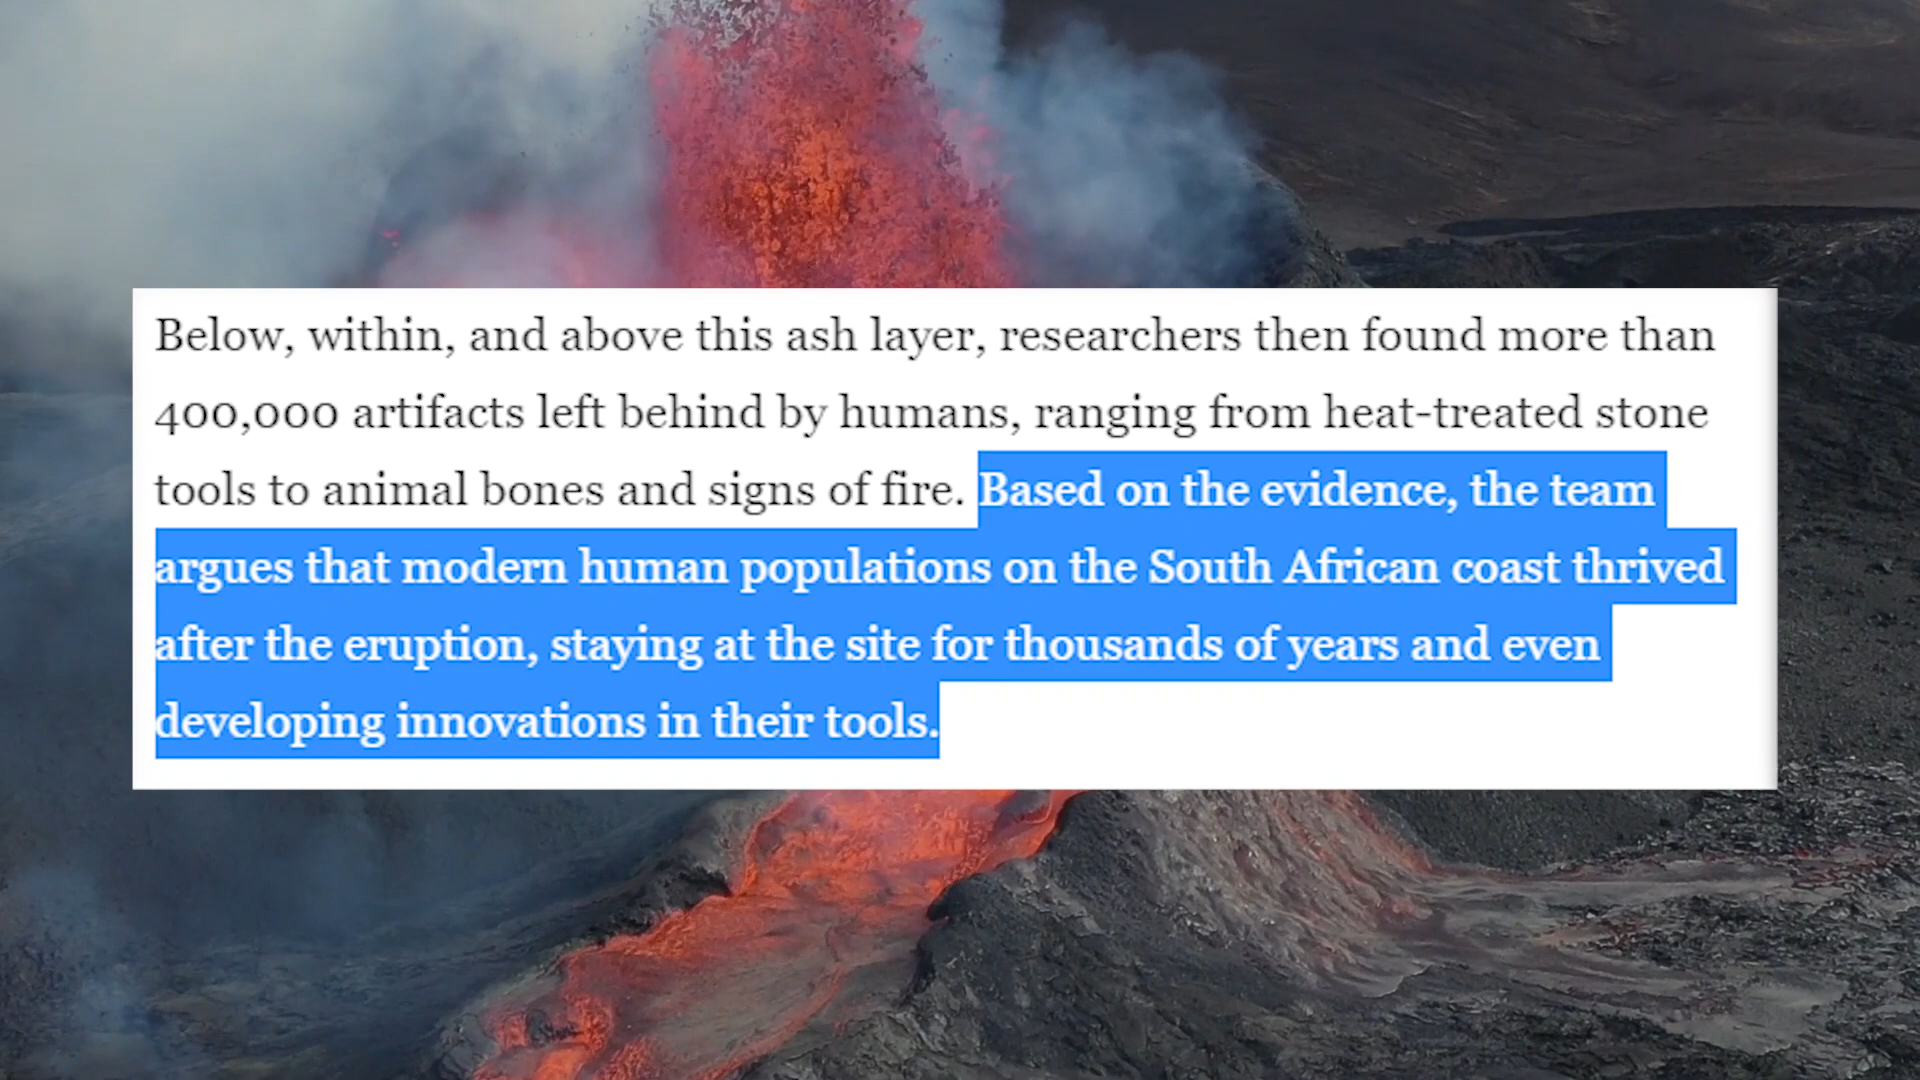 Below, within, and above this ash layer, researchers then found more than
400,000 artifacts left behind by humans, ranging from heat-treated stone
tools to animal bones and signs of fire. Based on the evidence, the team
argues that modern human populations on the South African coast thrived
after the eruption, staying at the site for thousands of years and even
developing innovations in their tools.